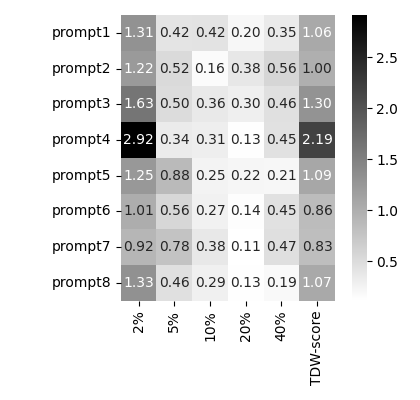 prompt1 1.31 0.42 0.42 0.20 0.35 1.06
prompt2 1.22 0.52 0.16 0.38 0.56 1.00
prompt3 1.63 0.50 0.36 0.30 0.46 1.30
prompt4 2.92 0.34 0.31 0.13 0.45 2.19
prompt5 1.25 0.88 0.25 0.22 0.21 1.09
prompt6 1.01 0.56 0.27 0.14 0.45 0.86
prompt7 0.92 0.78 0.38 0.11 0.47 0.83
prompt8 1.33 0.46 0.29 0.13 0.19 1.07
2% 5% 10% 20% 40% TDW-score
2.5
2.0
1.5
1.0
0.5